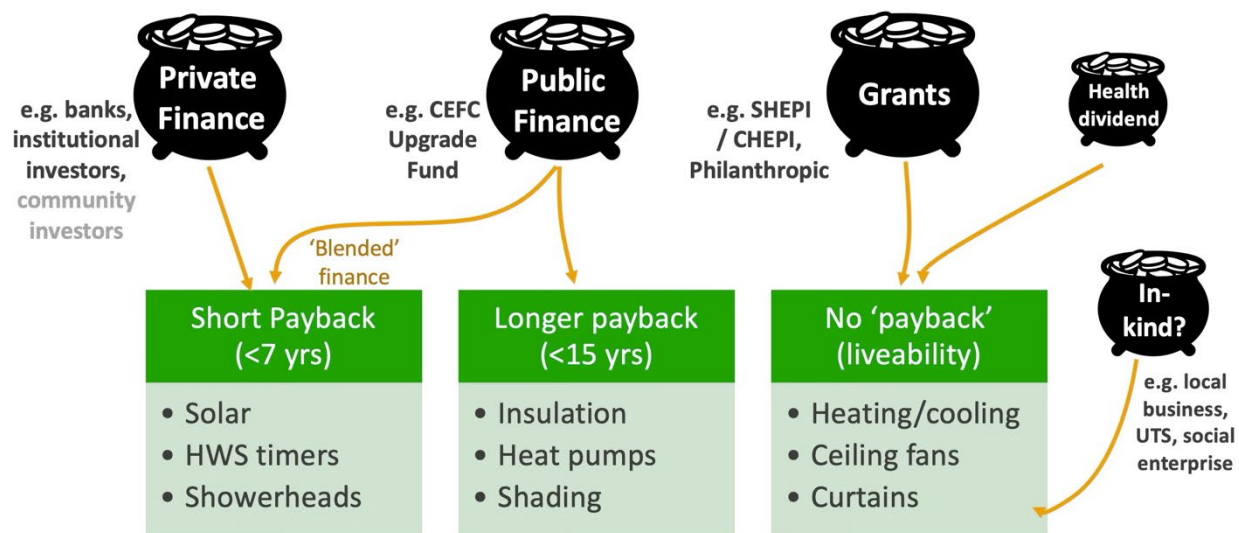 Private
Finance
e.g. banks,
institutional
investors,
community
investors
Public
Finance
e.g. CEFC
Upgrade
Fund
Grants
e.g. SHEPI
/ CHEPI,
Philanthropic
Health
dividend
‘Blended’
finance
In-
kind?
e.g. local
business,
UTS, social
enterprise
Short Payback
(<7 yrs)
• Solar
• HWS timers
• Showerheads
Longer payback
(<15 yrs)
• Insulation
• Heat pumps
• Shading
No ‘payback’
(liveability)
• Heating/cooling
• Ceiling fans
• Curtains